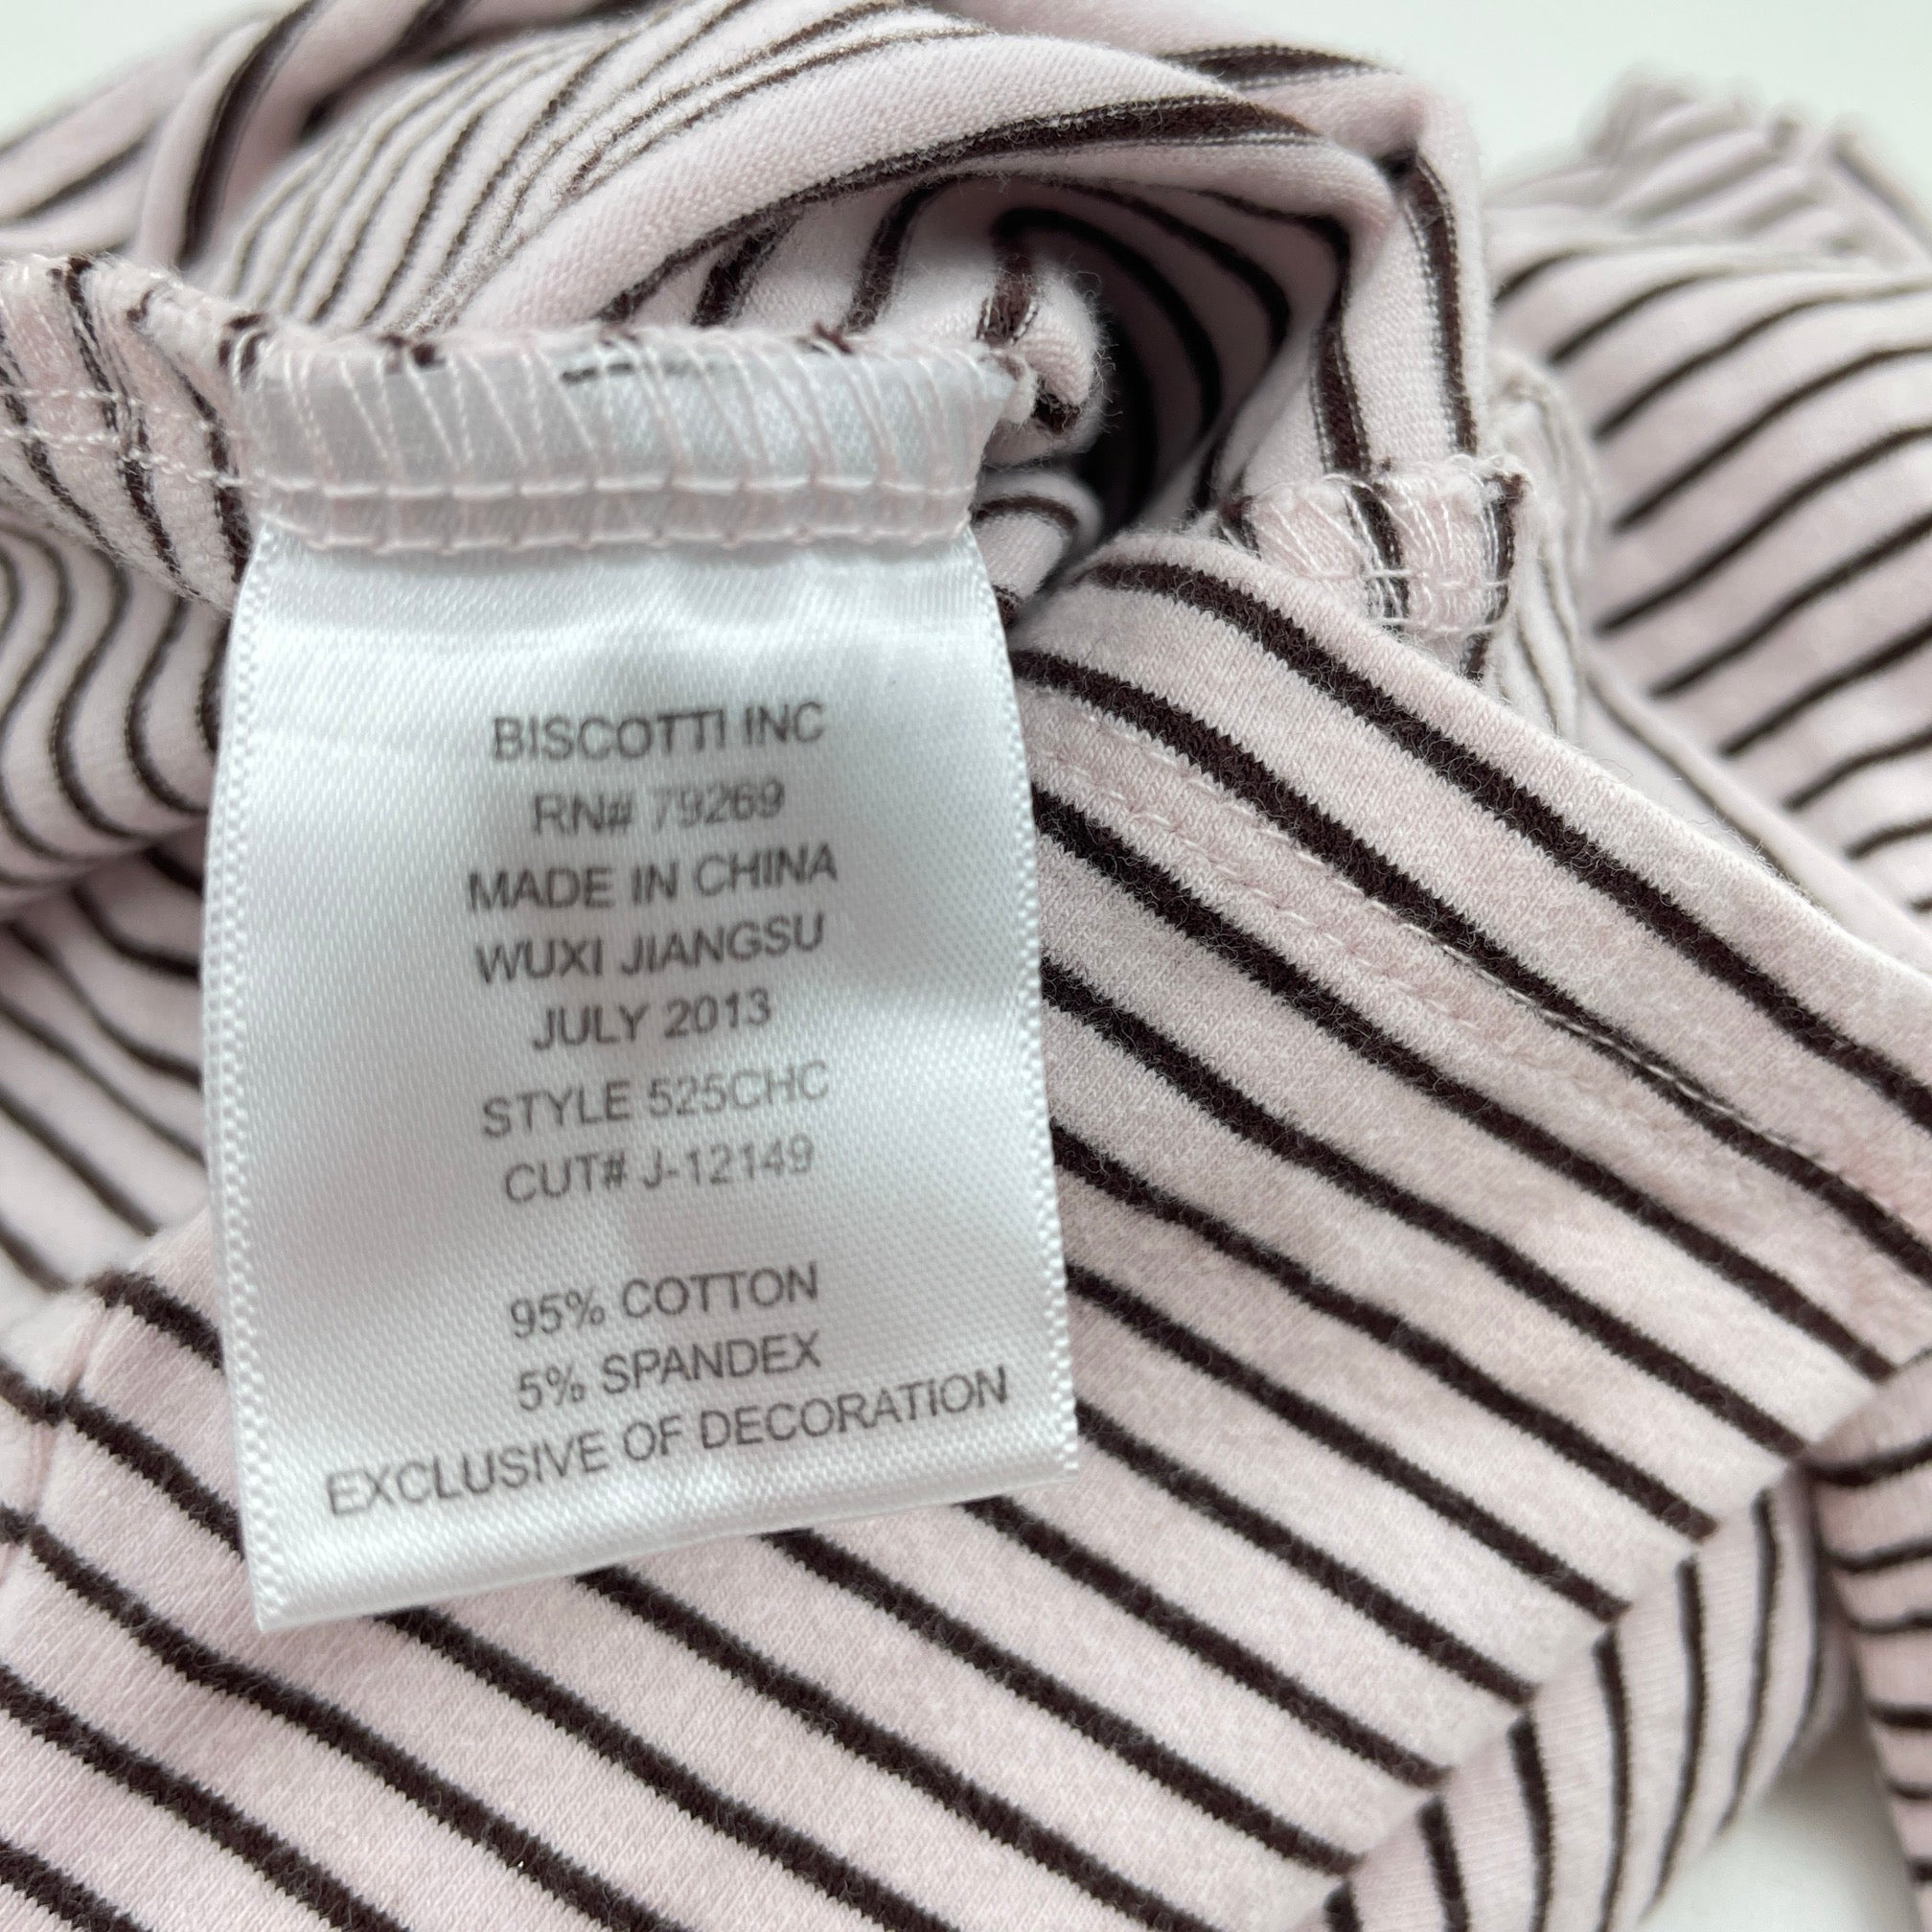 BISCOTTI INC
RN# 79269
MADE IN CHINA
WUXI JIANGSU
JULY 2013
STYLE 525CHC
CUT# J-12149
95% COTTON
5% SPANDEX
EXCLUSIVE OF DECORATION